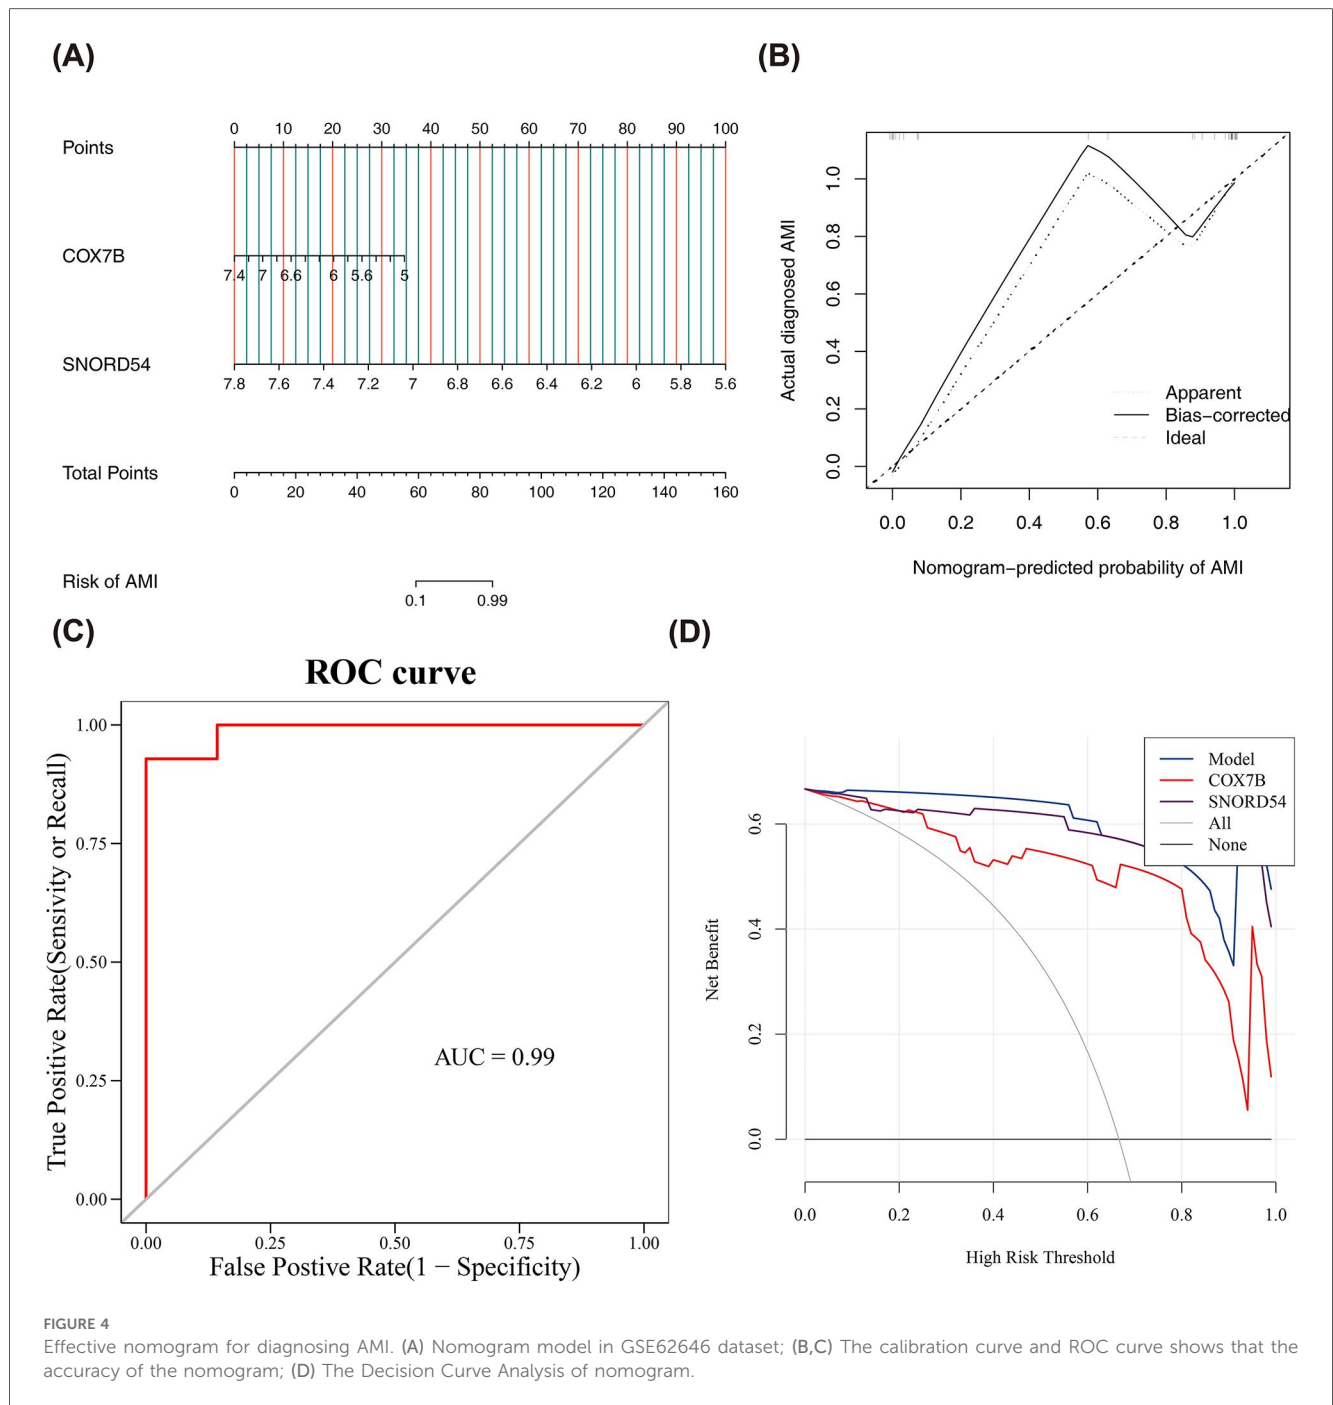 (A)
0 10 20 30 40 50 60 70 80 90 100
Points
COX7B
7.4 7 6.6 6 5.6 5
SNORD54
7.8 7.6 7.4 7.2 7 6.8 6.6 6.4 6.2 6 5.8 5.6
Total Points
0 20 40 60 80 100 120 140 160
Risk of AMI
0.1 0.99
(B)
Actual diagnosed AMI
1.0
0.8
0.6
0.4
0.2
0.0
Apparent
Bias-corrected
Ideal
0.0 0.2 0.4 0.6 0.8 1.0
Nomogram-predicted probability of AMI
(C)
ROC curve
True Positive Rate(Sensivity or Recall)
1.00
0.75
0.50
0.25
0.00
AUC = 0.99
0.00 0.25 0.50 0.75 1.00
False Postive Rate(1 − Specificity)
(D)
Net Benefit
0.6
0.4
0.2
0.0
Model
COX7B
SNORD54
All
None
0.0 0.2 0.4 0.6 0.8 1.0
High Risk Threshold
FIGURE 4
Effective nomogram for diagnosing AMI. (A) Nomogram model in GSE62646 dataset; (B,C) The calibration curve and ROC curve shows that the
accuracy of the nomogram; (D) The Decision Curve Analysis of nomogram.